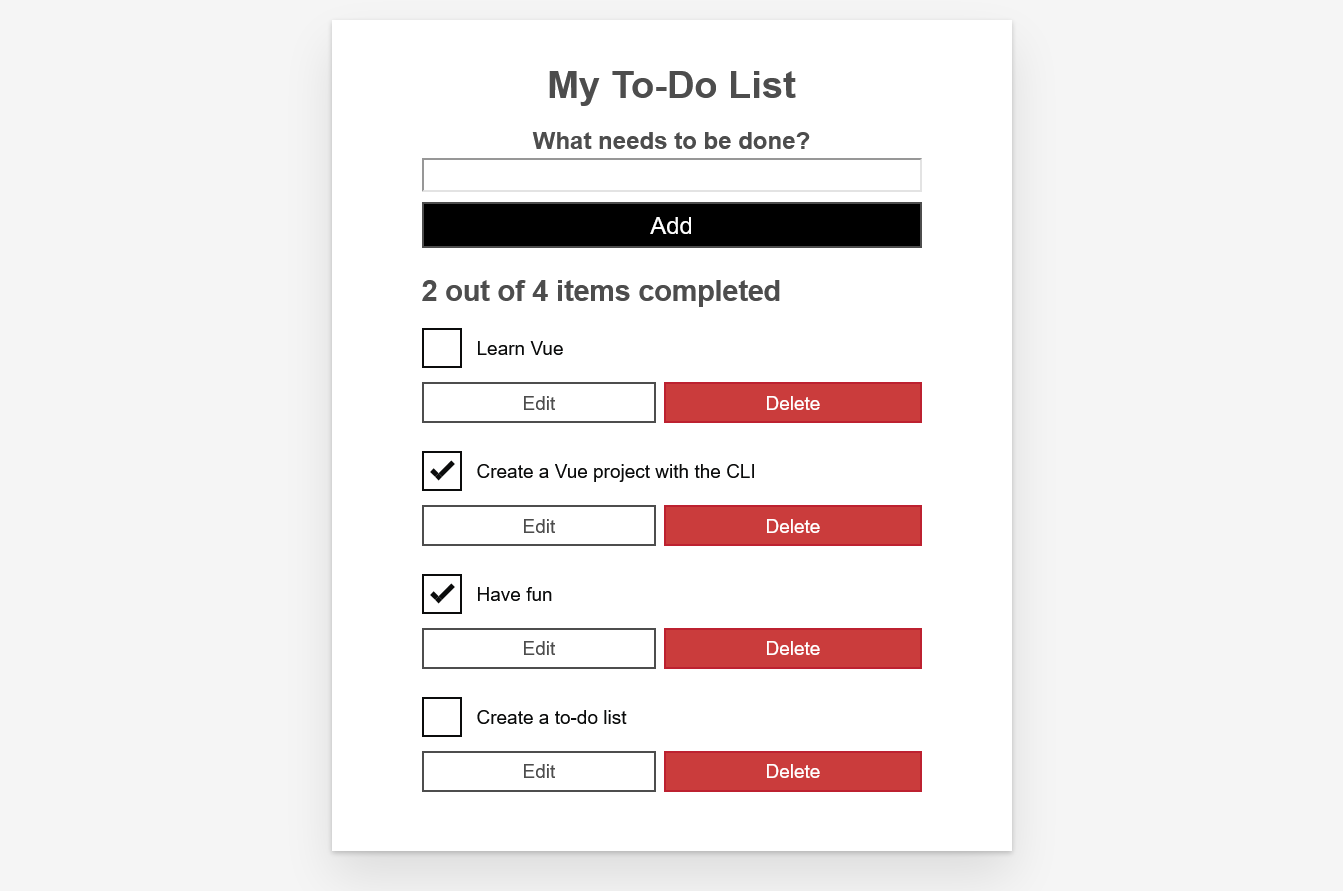 My To-Do List
What needs to be done?
Add
2 out of 4 items completed
Learn Vue
Edit Delete
Create a Vue project with the CLI
Edit Delete
Have fun
Edit Delete
Create a to-do list
Edit Delete